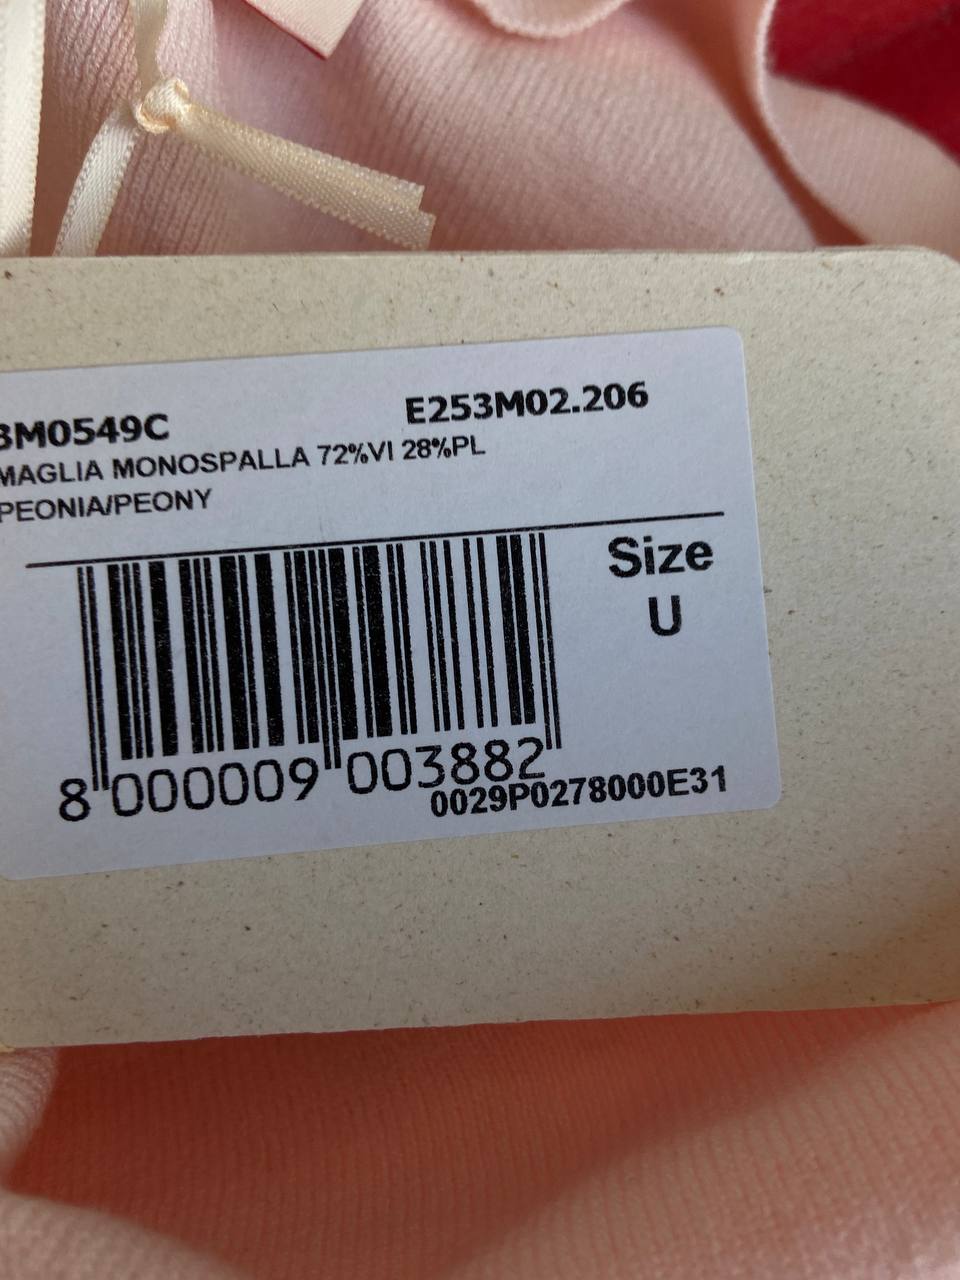 3M0549C E253M02.206
MAGLIA MONOSPALLA 72%VI 28%PL
PEONIA/PEONY
Size
U
8 000009 003882
0029P0278000E31